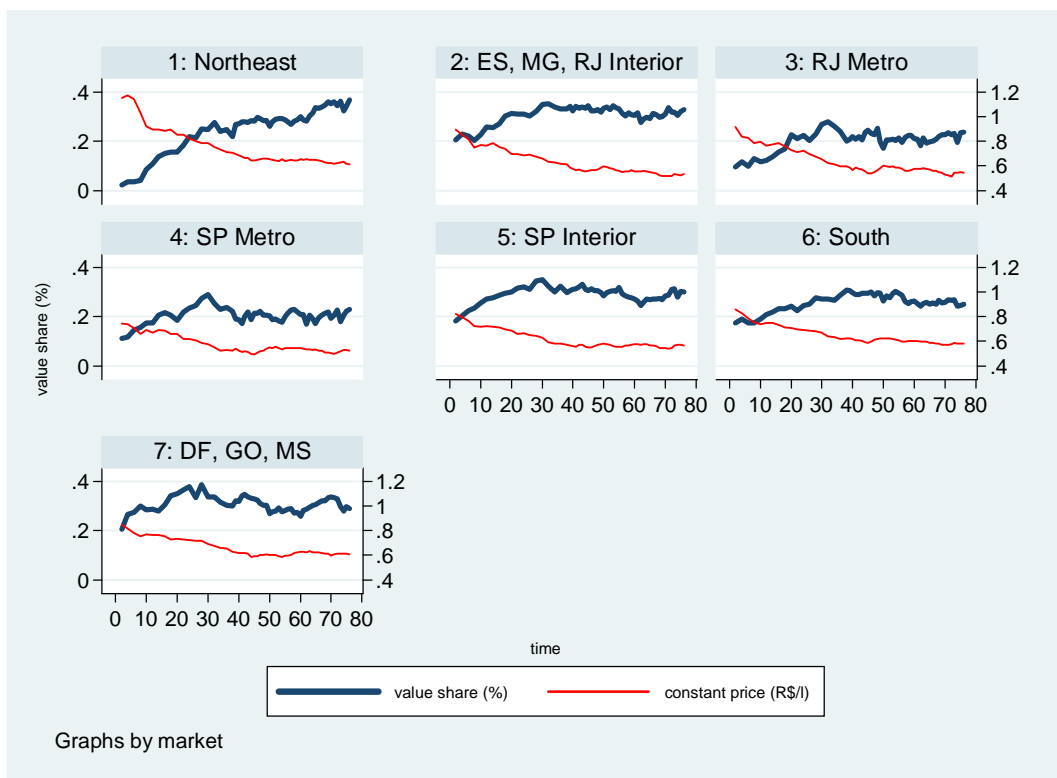 1: Northeast
2: ES, MG, RJ Interior
3: RJ Metro
.4
.2
0
1.2
1
.8
.6
.4
4: SP Metro
5: SP Interior
6: South
.4
.2
0
1.2
1
.8
.6
.4
0 10 20 30 40 50 60 70 80
0 10 20 30 40 50 60 70 80
7: DF, GO, MS
.4
.2
0
1.2
1
.8
.6
.4
0 10 20 30 40 50 60 70 80
value share (%)
time
value share (%)
constant price (R$/l)
Graphs by market